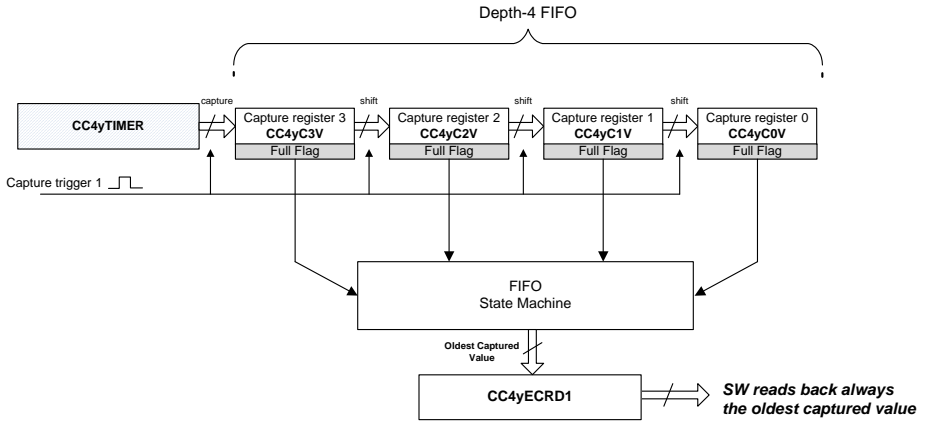 Depth-4 FIFO
capture
shift
shift
shift
CC4yTIMER
Capture register 3
CC4yC3V
Full Flag
Capture register 2
CC4yC2V
Full Flag
Capture register 1
CC4yC1V
Full Flag
Capture register 0
CC4yC0V
Full Flag
Capture trigger 1
FIFO
State Machine
Oldest Captured
Value
CC4yECRD1
SW reads back always
the oldest captured value